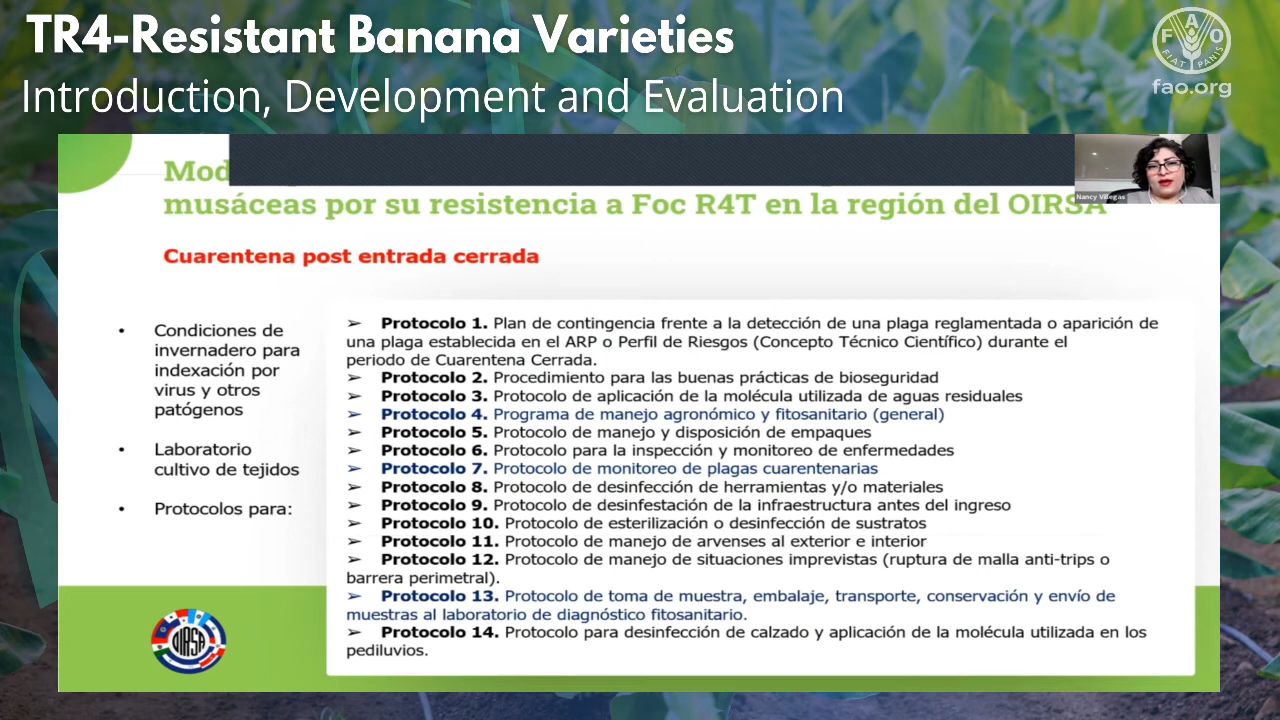 TR4-Resistant Banana Varieties
Introduction, Development and Evaluation
FAO
FIAT PANIS
fao.org
musáceas por su resistencia a Foc R4T en la región del OIRSA
Nancy Villegas
Cuarentena post entrada cerrada
• Condiciones de
invernadero para
indexación por
virus y otros
patógenos
• Laboratorio
cultivo de tejidos
• Protocolos para:
➢ Protocolo 1. Plan de contingencia frente a la detección de una plaga reglamentada o aparición de
una plaga establecida en el ARP o Perfil de Riesgos (Concepto Técnico Científico) durante el
periodo de Cuarentena Cerrada.
➢ Protocolo 2. Procedimiento para las buenas prácticas de bioseguridad
➢ Protocolo 3. Protocolo de aplicación de la molécula utilizada de aguas residuales
➢ Protocolo 4. Programa de manejo agronómico y fitosanitario (general)
➢ Protocolo 5. Protocolo de manejo y disposición de empaques
➢ Protocolo 6. Protocolo para la inspección y monitoreo de enfermedades
➢ Protocolo 7. Protocolo de monitoreo de plagas cuarentenarias
➢ Protocolo 8. Protocolo de desinfección de herramientas y/o materiales
➢ Protocolo 9. Protocolo de desinfestación de la infraestructura antes del ingreso
➢ Protocolo 10. Protocolo de esterilización o desinfección de sustratos
➢ Protocolo 11. Protocolo de manejo de arvenses al exterior e interior
➢ Protocolo 12. Protocolo de manejo de situaciones imprevistas (ruptura de malla anti-trips o
barrera perimetral).
➢ Protocolo 13. Protocolo de toma de muestra, embalaje, transporte, conservación y envío de
muestras al laboratorio de diagnóstico fitosanitario.
➢ Protocolo 14. Protocolo para desinfección de calzado y aplicación de la molécula utilizada en los
pediluvios.
OIRSA